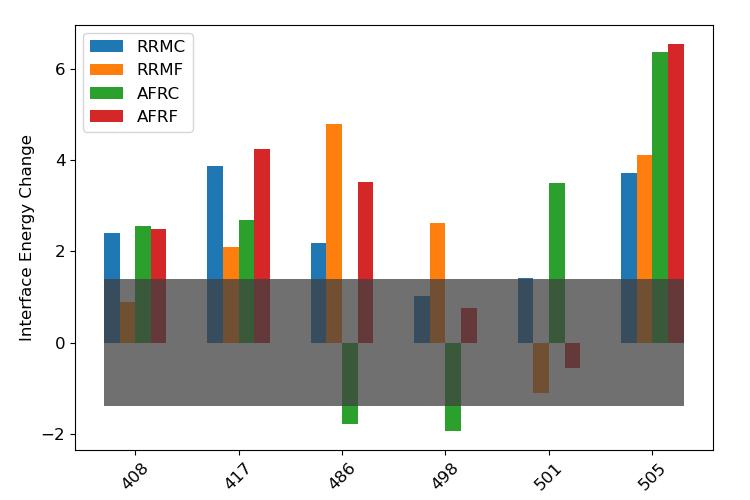 RRMC
RRMF
AFRC
AFRF
Interface Energy Change
6
4
2
0
−2
408
417
486
498
501
505